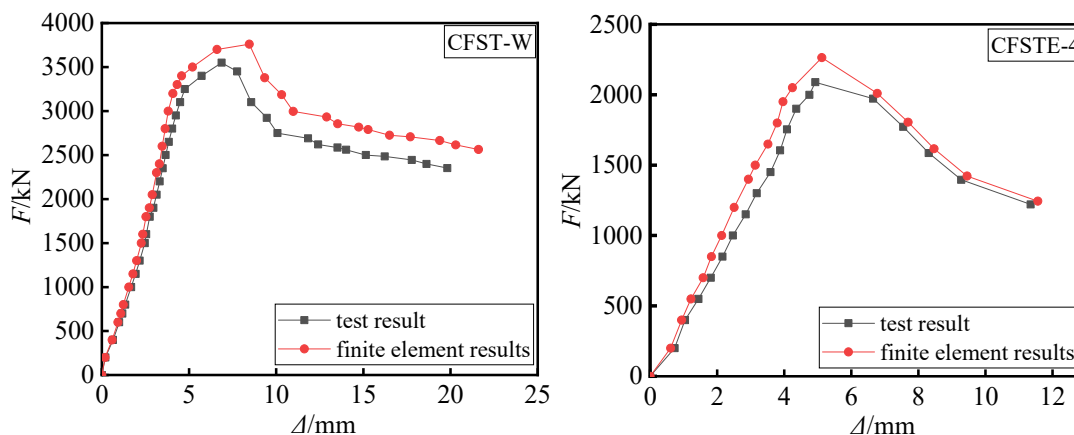 CFST-W
4000
3500
3000
2500
2000
1500
1000
500
0
F/kN
test result
finite element results
0 5 10 15 20 25
Δ/mm
CFSTE-4
2500
2000
1500
1000
500
0
F/kN
test result
finite element results
0 2 4 6 8 10 12
Δ/mm